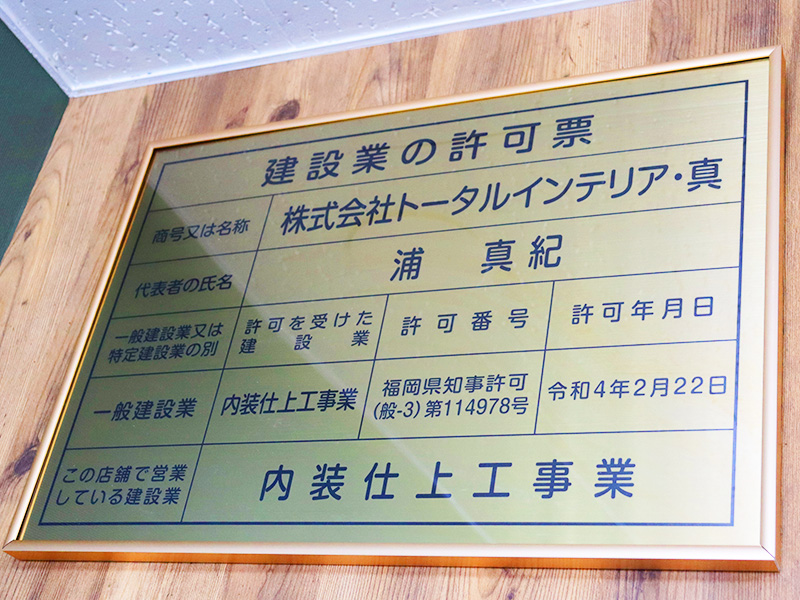 建設業の許可票
商号又は名称
株式会社トータルインテリア・真
代表者の氏名
浦 真紀
一般建設業又は
特定建設業の別
許可を受けた
建設業
許可番号
許可年月日
一般建設業
内装仕上工事業
福岡県知事許可
(般-3)第114978号
令和4年2月22日
この店舗で営業
している建設業
内装仕上工事業